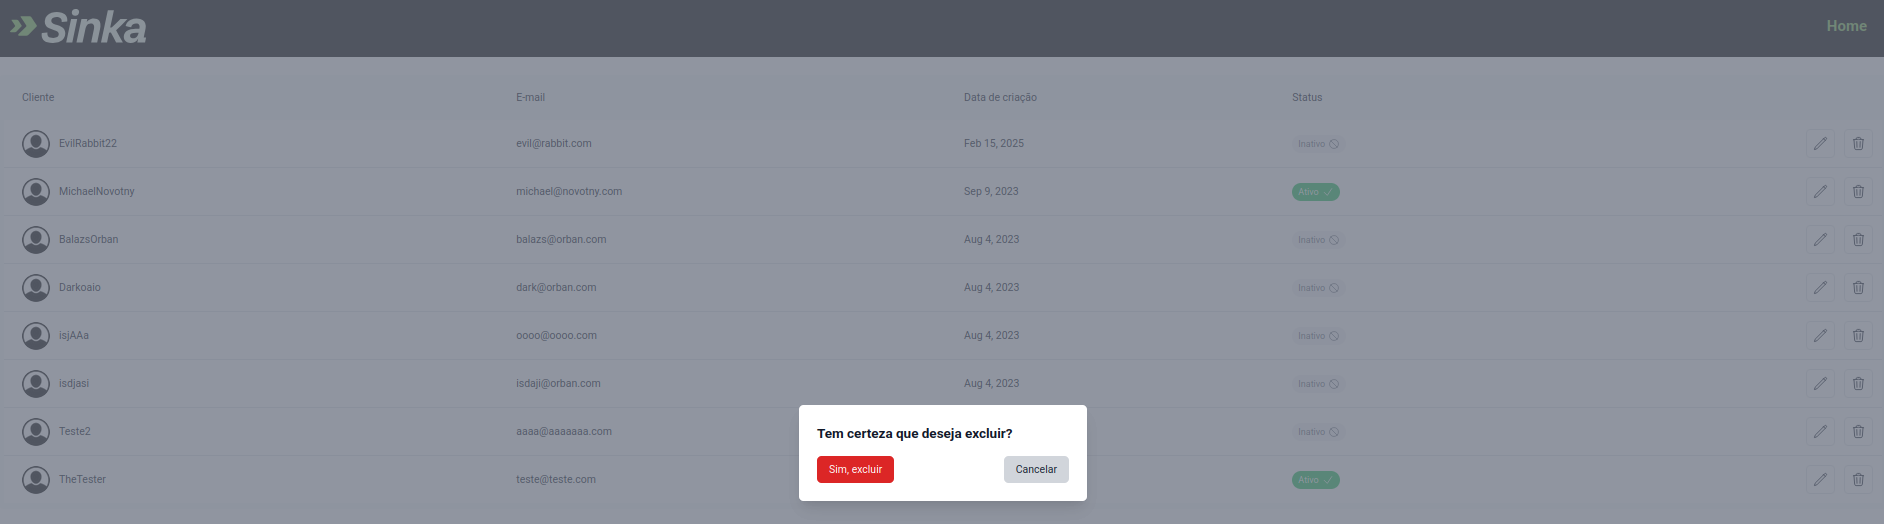 Sinka
Home
Cliente E-mail Data de criação Status
EvilRabbit22 evil@rabbit.com Feb 15, 2025 Inativo
MichaelNovotny michael@novotny.com Sep 9, 2023 Ativo
BalazsOrban balazs@orban.com Aug 4, 2023 Inativo
Darkoaio dark@orban.com Aug 4, 2023 Inativo
isjAAa oooo@oooo.com Aug 4, 2023 Inativo
isdjasi isdaji@orban.com Aug 4, 2023 Inativo
Teste2 aaaa@aaaaaaa.com Inativo
TheTester teste@teste.com Ativo
Tem certeza que deseja excluir?
Sim, excluir Cancelar